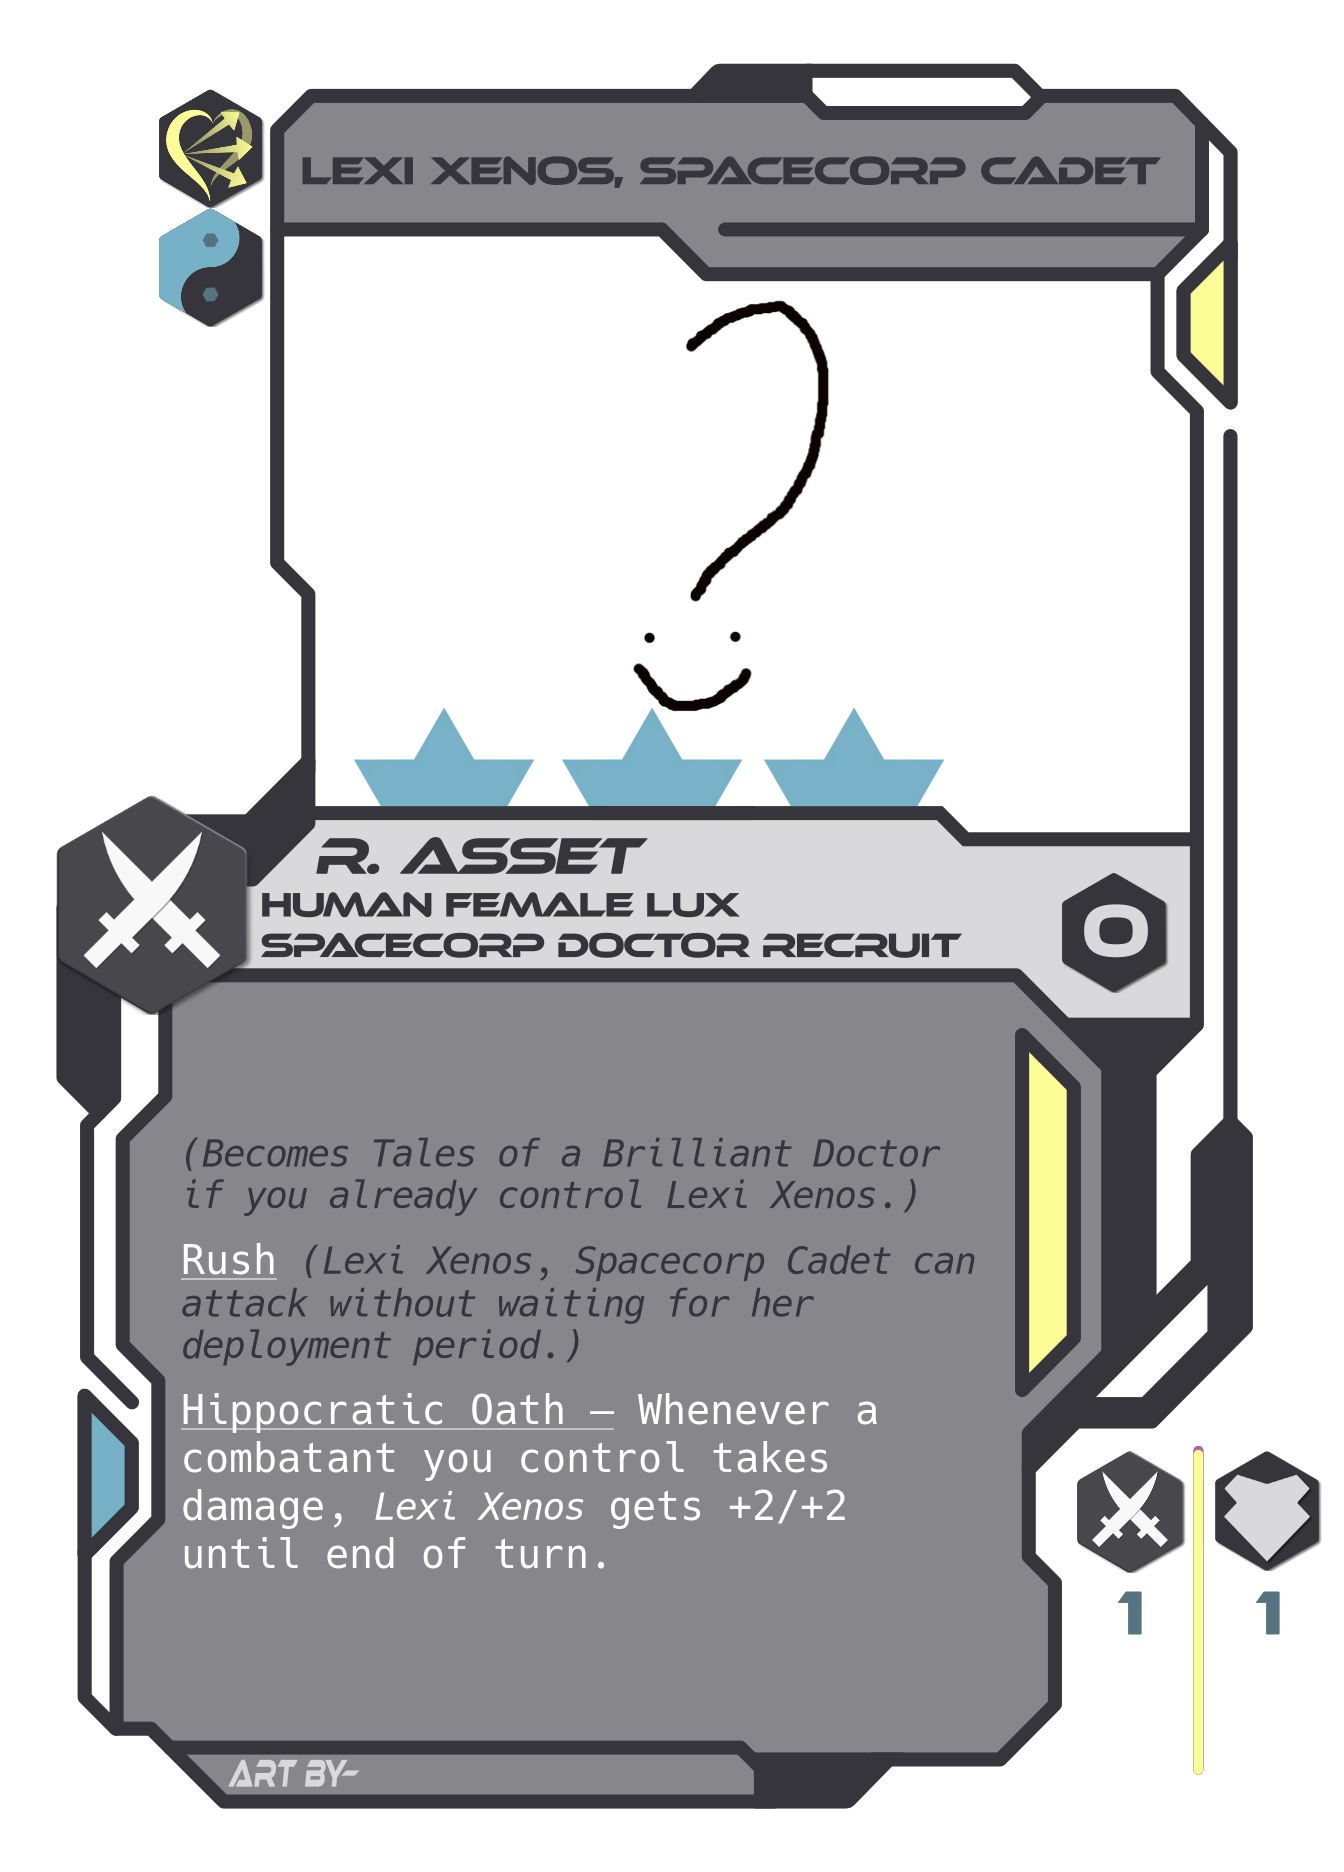 LEXI XENOS, SPACECORP CADET
R. ASSET
HUMAN FEMALE LUX
SPACECORP DOCTOR RECRUIT
0
(Becomes Tales of a Brilliant Doctor
if you already control Lexi Xenos.)
Rush (Lexi Xenos, Spacecorp Cadet can
attack without waiting for her
deployment period.)
Hippocratic Oath — Whenever a
combatant you control takes
damage, Lexi Xenos gets +2/+2
until end of turn.
1 1
ART BY-